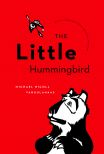 THE
Little
Hummingbird
MICHAEL NICOLL
YAHGULANAAS